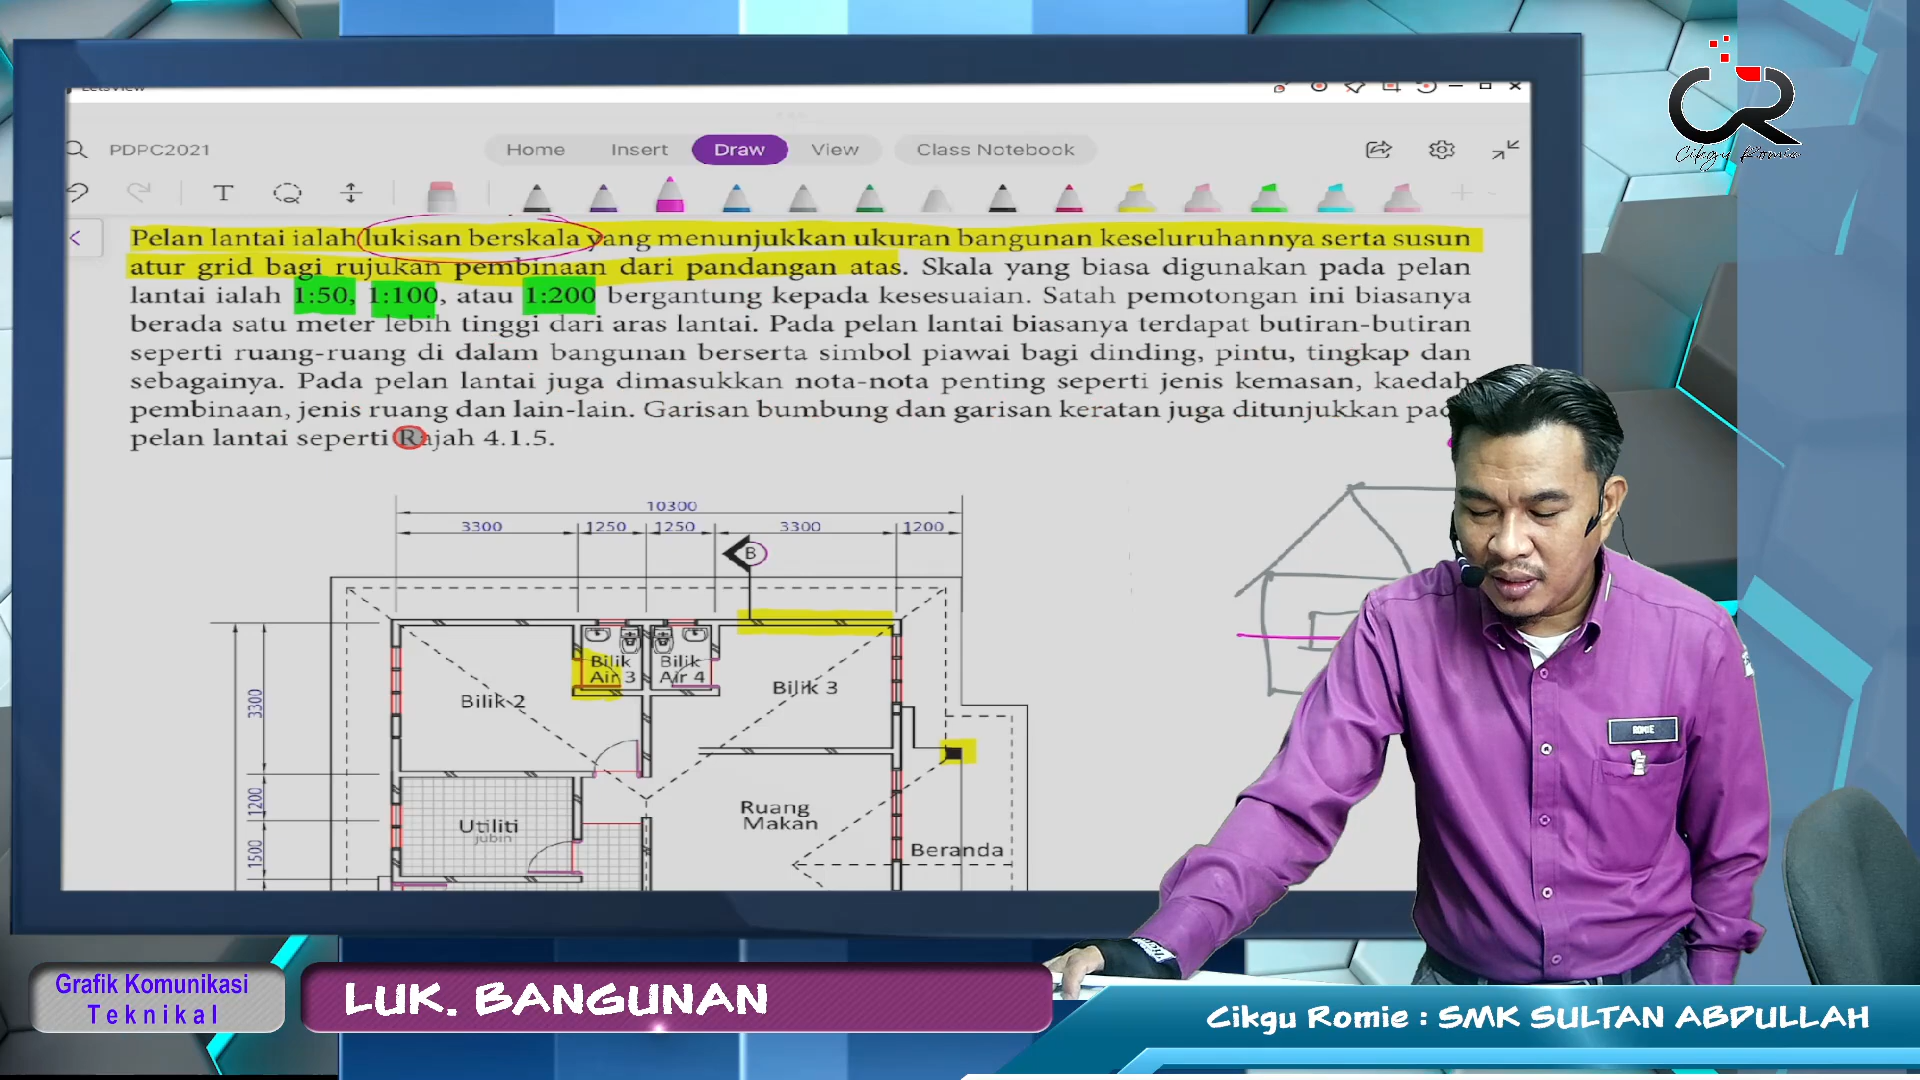 LetsView
PDPC2021
Home
Insert
Draw
View
Class Notebook
T
Pelan lantai ialah lukisan berskala yang menunjukkan ukuran bangunan keseluruhannya serta susun
atur grid bagi rujukan pembinaan dari pandangan atas. Skala yang biasa digunakan pada pelan
lantai ialah 1:50, 1:100, atau 1:200 bergantung kepada kesesuaian. Satah pemotongan ini biasanya
berada satu meter lebih tinggi dari aras lantai. Pada pelan lantai biasanya terdapat butiran-butiran
seperti ruang-ruang di dalam bangunan berserta simbol piawai bagi dinding, pintu, tingkap dan
sebagainya. Pada pelan lantai juga dimasukkan nota-nota penting seperti jenis kemasan, kaedah
pembinaan, jenis ruang dan lain-lain. Garisan bumbung dan garisan keratan juga ditunjukkan pad
pelan lantai seperti Rajah 4.1.5.
10300
3300
1250
1250
3300
1200
B
3300
1200
1500
Bilik 2
Bilik
Air 3
Bilik
Air 4
Bilik 3
Utiliti
jubin
Ruang
Makan
Beranda
CR
Cikgu Romie
ROMIE
Grafik Komunikasi
Teknikal
LUK. BANGUNAN
Cikgu Romie : SMK SULTAN ABDULLAH